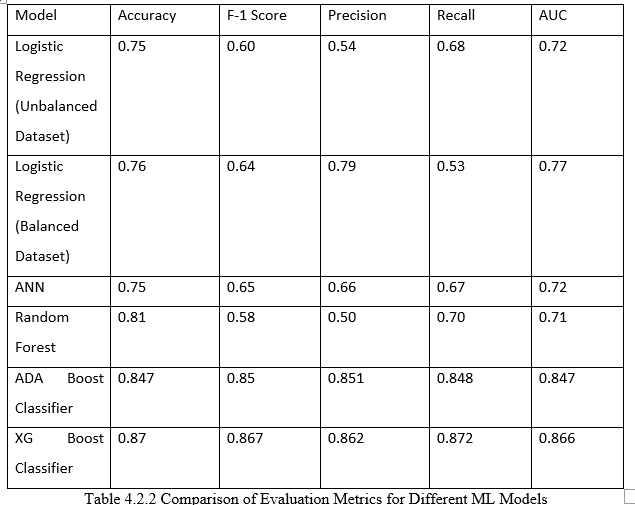 Model Accuracy F-1 Score Precision Recall AUC
Logistic 0.75 0.60 0.54 0.68 0.72
Regression
(Unbalanced
Dataset)
Logistic 0.76 0.64 0.79 0.53 0.77
Regression
(Balanced
Dataset)
ANN 0.75 0.65 0.66 0.67 0.72
Random 0.81 0.58 0.50 0.70 0.71
Forest
ADA Boost 0.847 0.85 0.851 0.848 0.847
Classifier
XG Boost 0.87 0.867 0.862 0.872 0.866
Classifier
Table 4.2.2 Comparison of Evaluation Metrics for Different ML Models